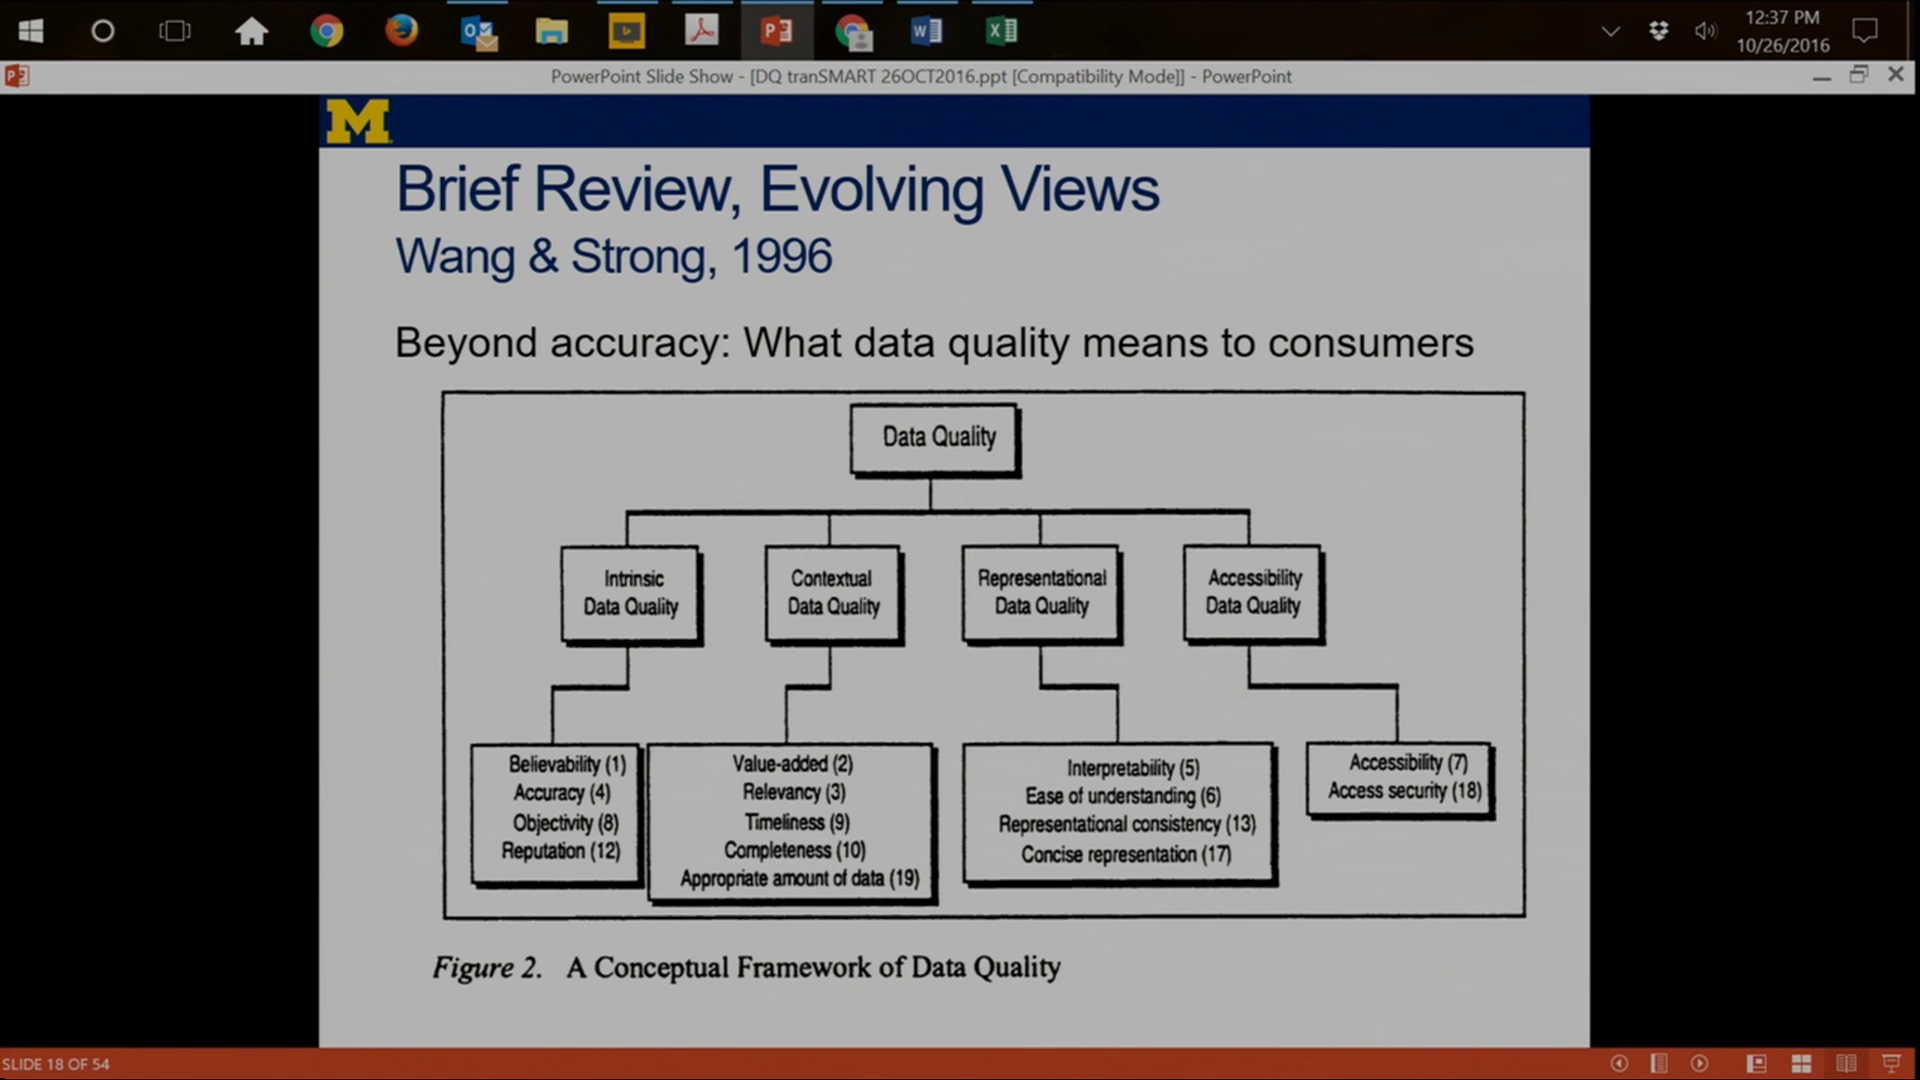 12:37 PM
10/26/2016
PowerPoint Slide Show - [DQ tranSMART 26OCT2016.ppt [Compatibility Mode]] - PowerPoint
M
Brief Review, Evolving Views
Wang & Strong, 1996
Beyond accuracy: What data quality means to consumers
Data Quality
Intrinsic
Data Quality
Contextual
Data Quality
Representational
Data Quality
Accessibility
Data Quality
Believability (1)
Accuracy (4)
Objectivity (8)
Reputation (12)
Value-added (2)
Relevancy (3)
Timeliness (9)
Completeness (10)
Appropriate amount of data (19)
Interpretability (5)
Ease of understanding (6)
Representational consistency (13)
Concise representation (17)
Accessibility (7)
Access security (18)
Figure 2. A Conceptual Framework of Data Quality
SLIDE 18 OF 54